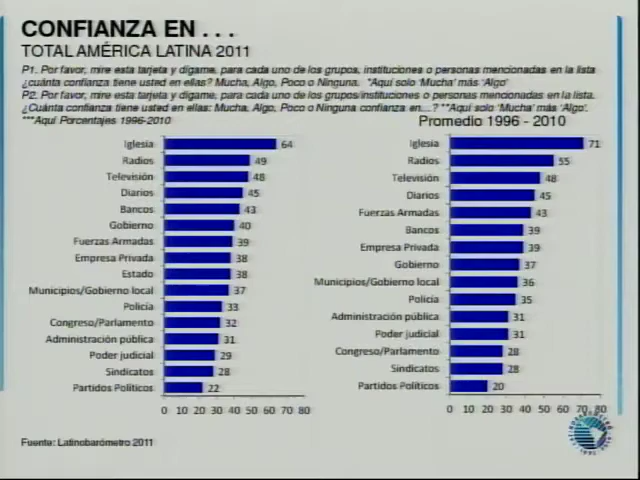 CONFIANZA EN . . .
TOTAL AMÉRICA LATINA 2011
P1. Por favor, mire esta tarjeta y dígame, para cada uno de los grupos, instituciones o personas mencionadas en la lista
¿cuánta confianza tiene usted en ellas? Mucha, Algo, Poco o Ninguna. *Aquí solo 'Mucha' más 'Algo'
P2. Por favor, mire esta tarjeta y dígame, para cada uno de los grupos/instituciones o personas mencionadas en la lista.
¿Cuánta confianza tiene usted en ellas: Mucha, Algo, Poco o Ninguna confianza en...? **Aquí solo 'Mucha' más 'Algo'.
***Aquí Porcentajes 1996-2010
Iglesia 64
Radios 49
Televisión 48
Diarios 45
Bancos 43
Gobierno 40
Fuerzas Armadas 39
Empresa Privada 38
Estado 38
Municipios/Gobierno local 37
Policía 33
Congreso/Parlamento 32
Administración pública 31
Poder judicial 29
Sindicatos 28
Partidos Políticos 22
0 10 20 30 40 50 60 70 80
Promedio 1996 - 2010
Iglesia 71
Radios 55
Televisión 48
Diarios 45
Fuerzas Armadas 43
Bancos 39
Empresa Privada 39
Gobierno 37
Municipios/Gobierno local 36
Policía 35
Administración pública 31
Poder judicial 31
Congreso/Parlamento 28
Sindicatos 28
Partidos Políticos 20
0 10 20 30 40 50 60 70 80
Fuente: Latinobarómetro 2011